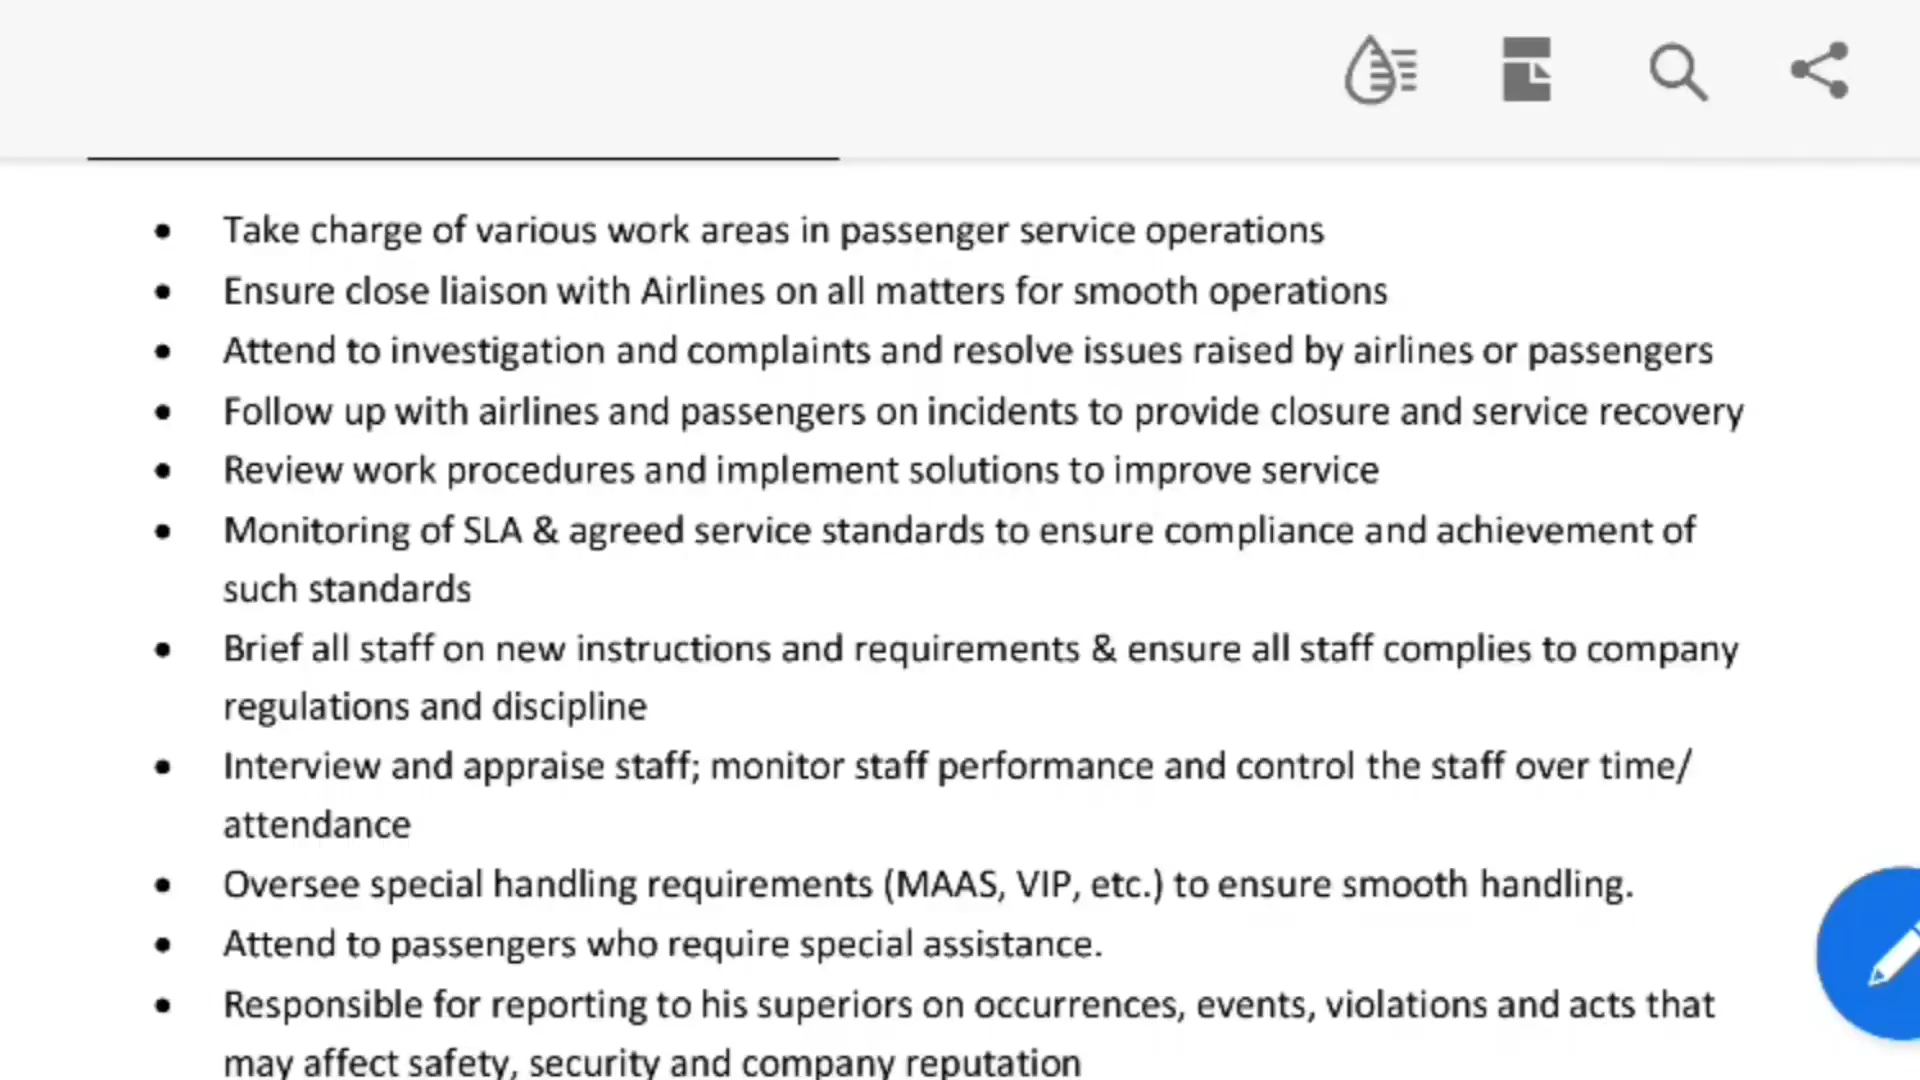 Take charge of various work areas in passenger service operations
Ensure close liaison with Airlines on all matters for smooth operations
Attend to investigation and complaints and resolve issues raised by airlines or passengers
Follow up with airlines and passengers on incidents to provide closure and service recovery
Review work procedures and implement solutions to improve service
Monitoring of SLA & agreed service standards to ensure compliance and achievement of
such standards
Brief all staff on new instructions and requirements & ensure all staff complies to company
regulations and discipline
Interview and appraise staff; monitor staff performance and control the staff over time/
attendance
Oversee special handling requirements (MAAS, VIP, etc.) to ensure smooth handling.
Attend to passengers who require special assistance.
Responsible for reporting to his superiors on occurrences, events, violations and acts that
may affect safety, security and company reputation